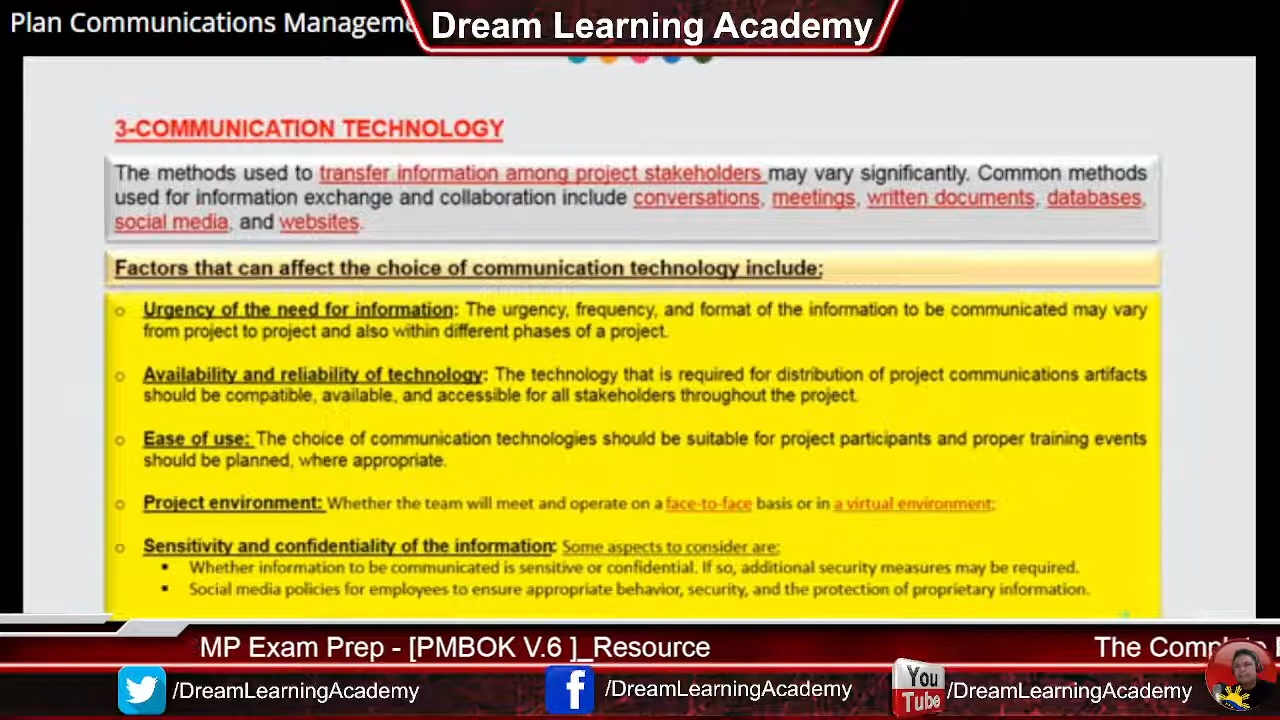 Plan Communications Manageme
Dream Learning Academy
3-COMMUNICATION TECHNOLOGY
The methods used to transfer information among project stakeholders may vary significantly. Common methods
used for information exchange and collaboration include conversations, meetings, written documents, databases,
social media, and websites.
Factors that can affect the choice of communication technology include:
o Urgency of the need for information: The urgency, frequency, and format of the information to be communicated may vary
from project to project and also within different phases of a project.
o Availability and reliability of technology: The technology that is required for distribution of project communications artifacts
should be compatible, available, and accessible for all stakeholders throughout the project.
o Ease of use: The choice of communication technologies should be suitable for project participants and proper training events
should be planned, where appropriate.
o Project environment: Whether the team will meet and operate on a face-to-face basis or in a virtual environment;
o Sensitivity and confidentiality of the information: Some aspects to consider are:
▪ Whether information to be communicated is sensitive or confidential. If so, additional security measures may be required.
▪ Social media policies for employees to ensure appropriate behavior, security, and the protection of proprietary information.
MP Exam Prep - [PMBOK V.6 ]_Resource The Comple
/DreamLearningAcademy /DreamLearningAcademy You Tube /DreamLearningAcademy